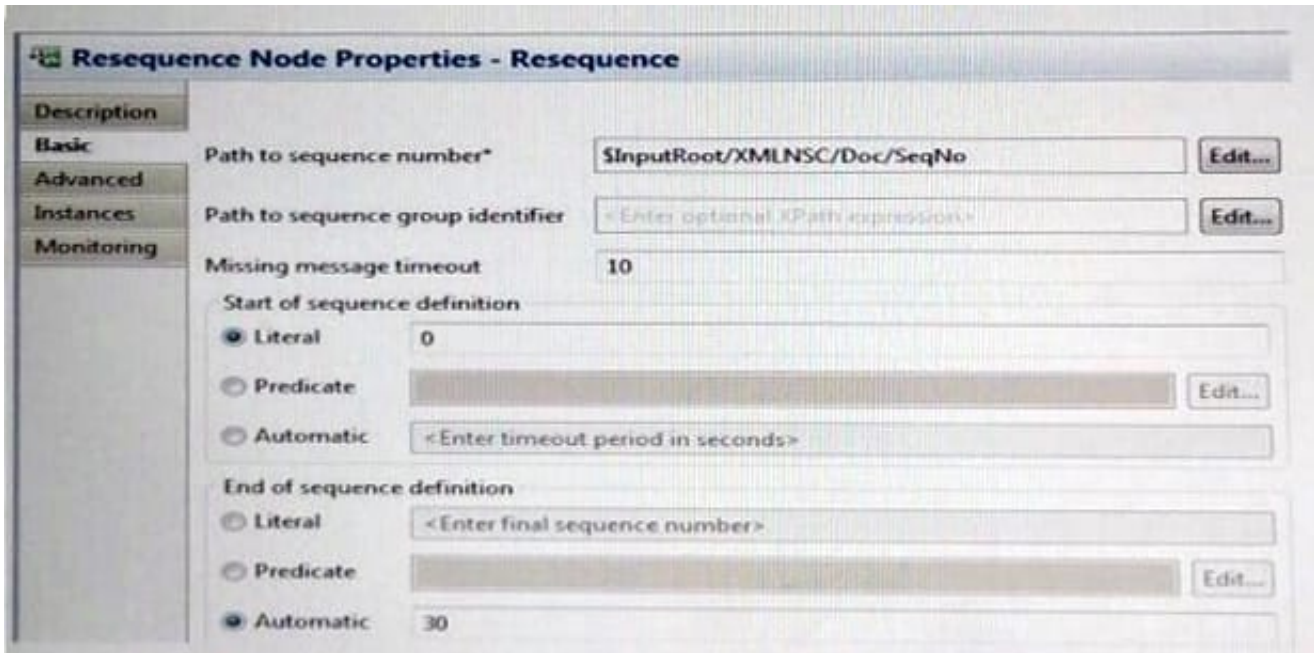 Resequence Node Properties - Resequence
Description
Basic
Advanced
Instances
Monitoring
Path to sequence number* $InputRoot/XMLNSC/Doc/SeqNo Edit...
Path to sequence group identifier <Enter optional XPath expression> Edit...
Missing message timeout 10
Start of sequence definition
Literal 0
Predicate Edit...
Automatic <Enter timeout period in seconds>
End of sequence definition
Literal <Enter final sequence number>
Predicate Edit...
Automatic 30